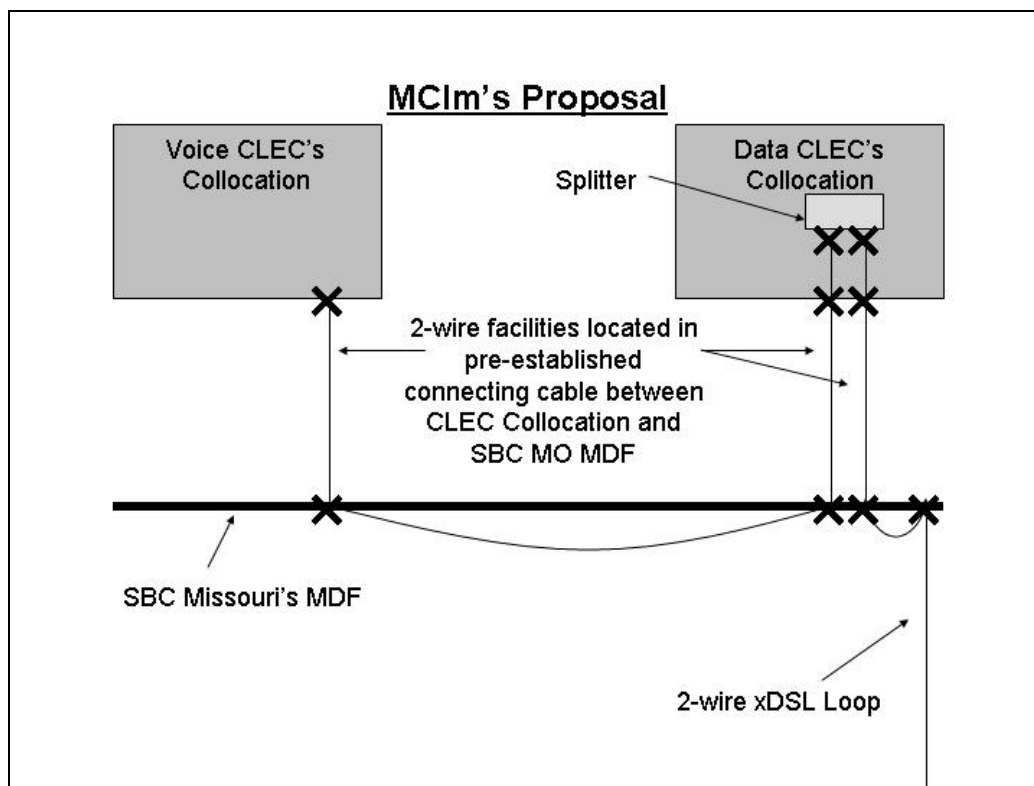 MCIm's Proposal
Voice CLEC's
Collocation
Splitter
Data CLEC's
Collocation
2-wire facilities located in
pre-established
connecting cable between
CLEC Collocation and
SBC MO MDF
SBC Missouri's MDF
2-wire xDSL Loop